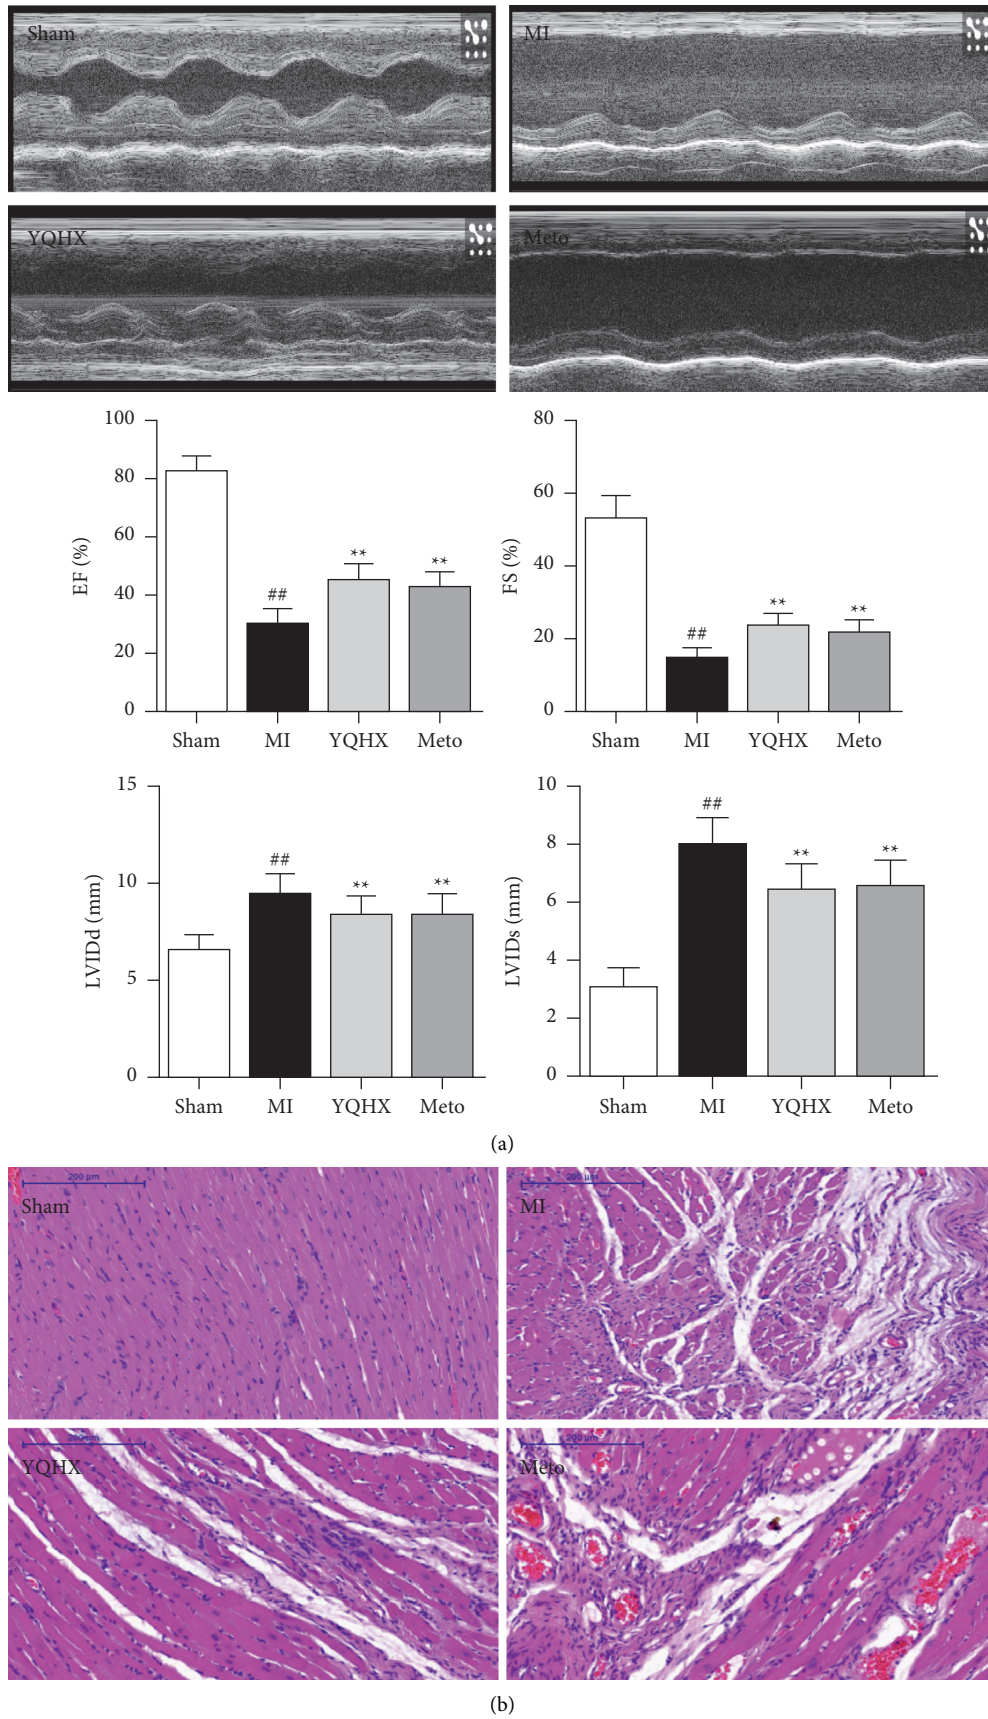 Sham
MI
YQHX
Meto
100
80
60
40
20
0
EF (%)
##
**
**
Sham
MI
YQHX
Meto
80
60
40
20
0
FS (%)
##
**
**
Sham
MI
YQHX
Meto
15
10
5
0
LVIDd (mm)
##
**
**
Sham
MI
YQHX
Meto
10
8
6
4
2
0
LVIDs (mm)
##
**
**
Sham
MI
YQHX
Meto
(a)
200 µm
Sham
200 µm
MI
200 µm
YQHX
200 µm
Meto
(b)